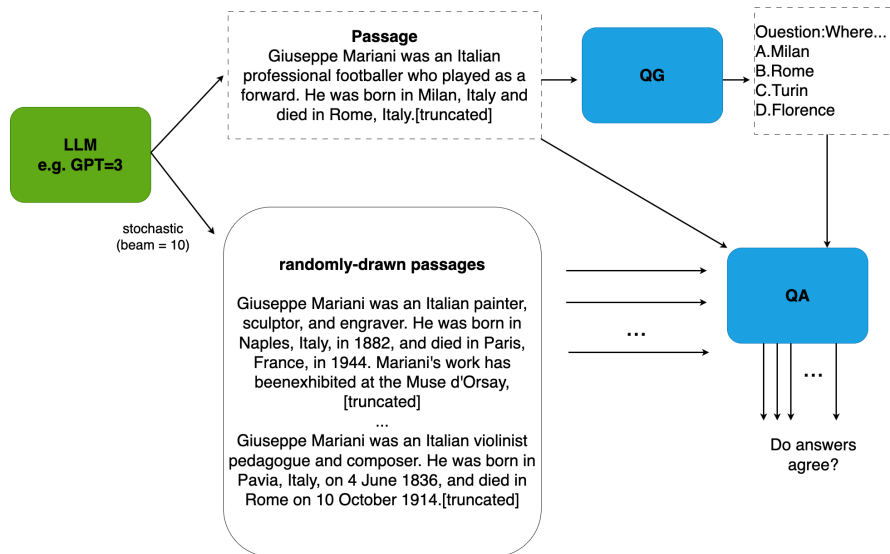 Passage
Giuseppe Mariani was an Italian
professional footballer who played as a
forward. He was born in Milan, Italy and
died in Rome, Italy.[truncated]
QG
Ouestion:Where...
A.Milan
B.Rome
C.Turin
D.Florence
LLM
e.g. GPT=3
stochastic
(beam = 10)
randomly-drawn passages
Giuseppe Mariani was an Italian painter,
sculptor, and engraver. He was born in
Naples, Italy, in 1882, and died in Paris,
France, in 1944. Mariani's work has
beenexhibited at the Muse d'Orsay,
[truncated]
...
Giuseppe Mariani was an Italian violinist
pedagogue and composer. He was born in
Pavia, Italy, on 4 June 1836, and died in
Rome on 10 October 1914.[truncated]
...
QA
...
Do answers
agree?